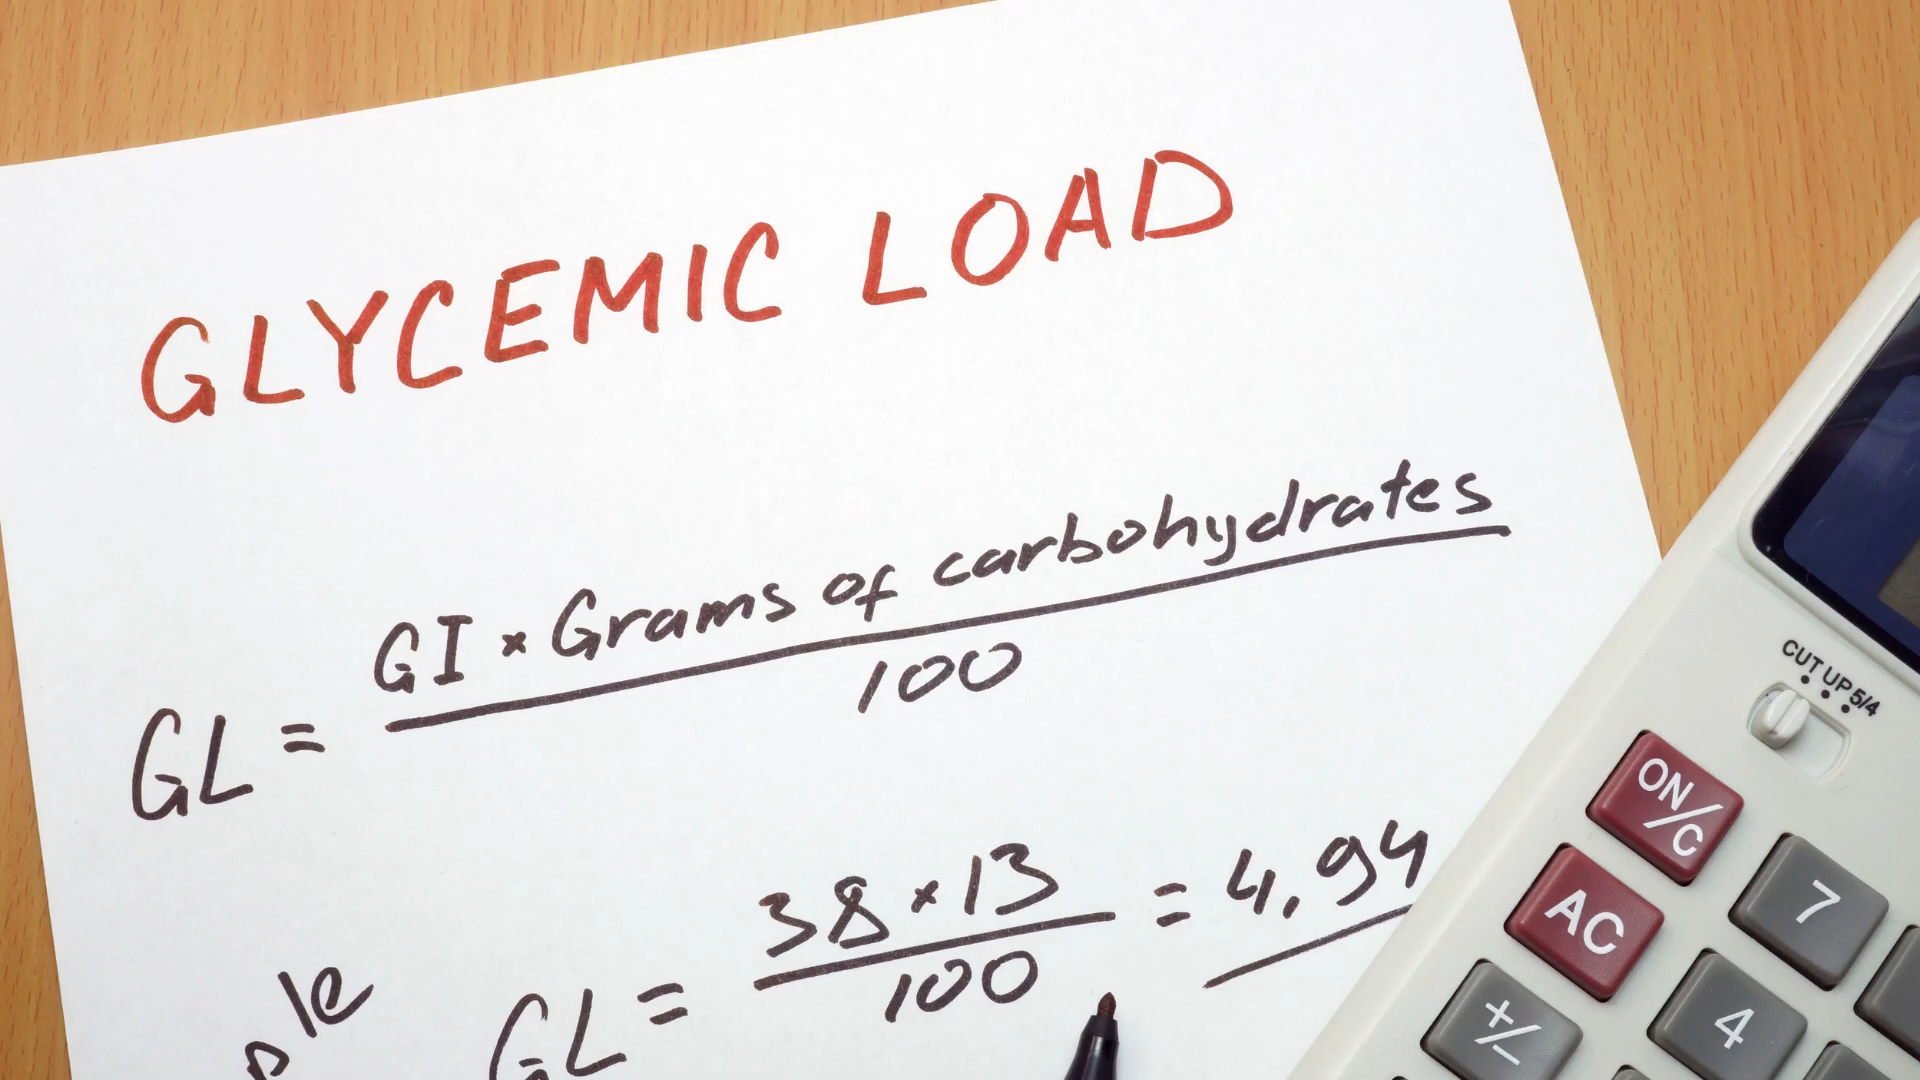 GLYCEMIC LOAD
GL = GI × Grams of carbohydrates
100
GL = 38 × 13 = 4,94
100
CUT UP 5/4
ON/C
AC
7
+/-
4